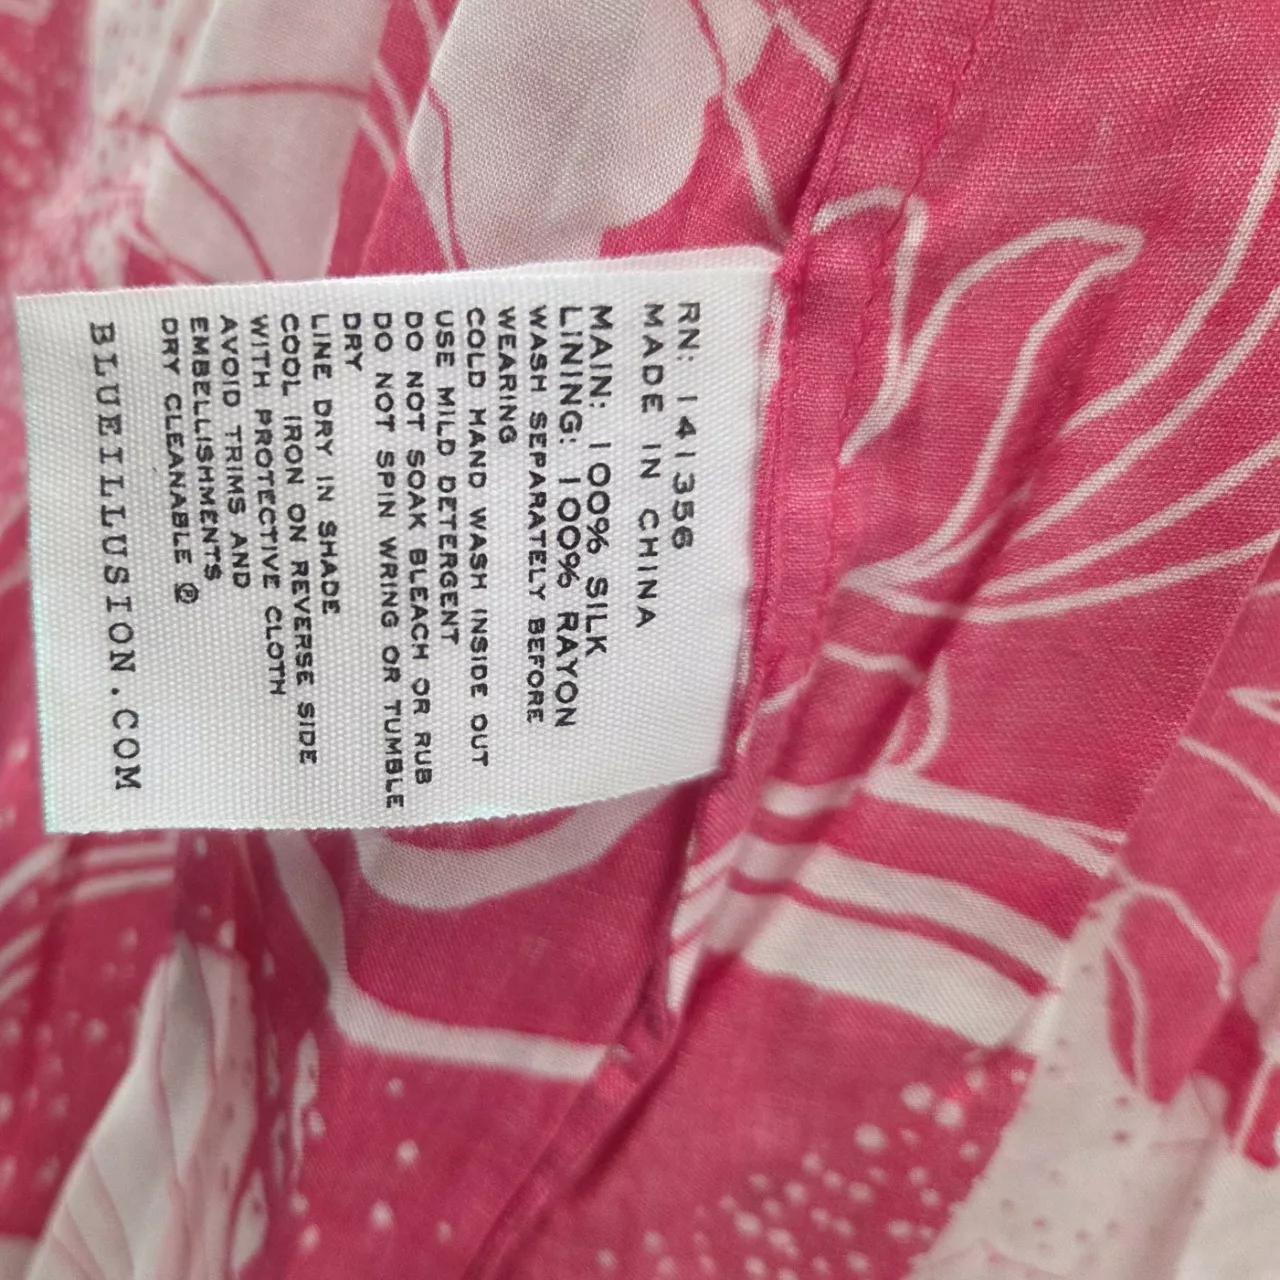 RN: 141356
MADE IN CHINA
MAIN: 100% SILK
LINING: 100% RAYON
WASH SEPARATELY BEFORE
WEARING
COLD HAND WASH INSIDE OUT
USE MILD DETERGENT
DO NOT SOAK BLEACH OR RUB
DO NOT SPIN WRING OR TUMBLE
DRY
LINE DRY IN SHADE
COOL IRON ON REVERSE SIDE
WITH PROTECTIVE CLOTH
AVOID TRIMS AND
EMBELLISHMENTS
DRY CLEANABLE Ⓟ
BLUEILLUSION.COM